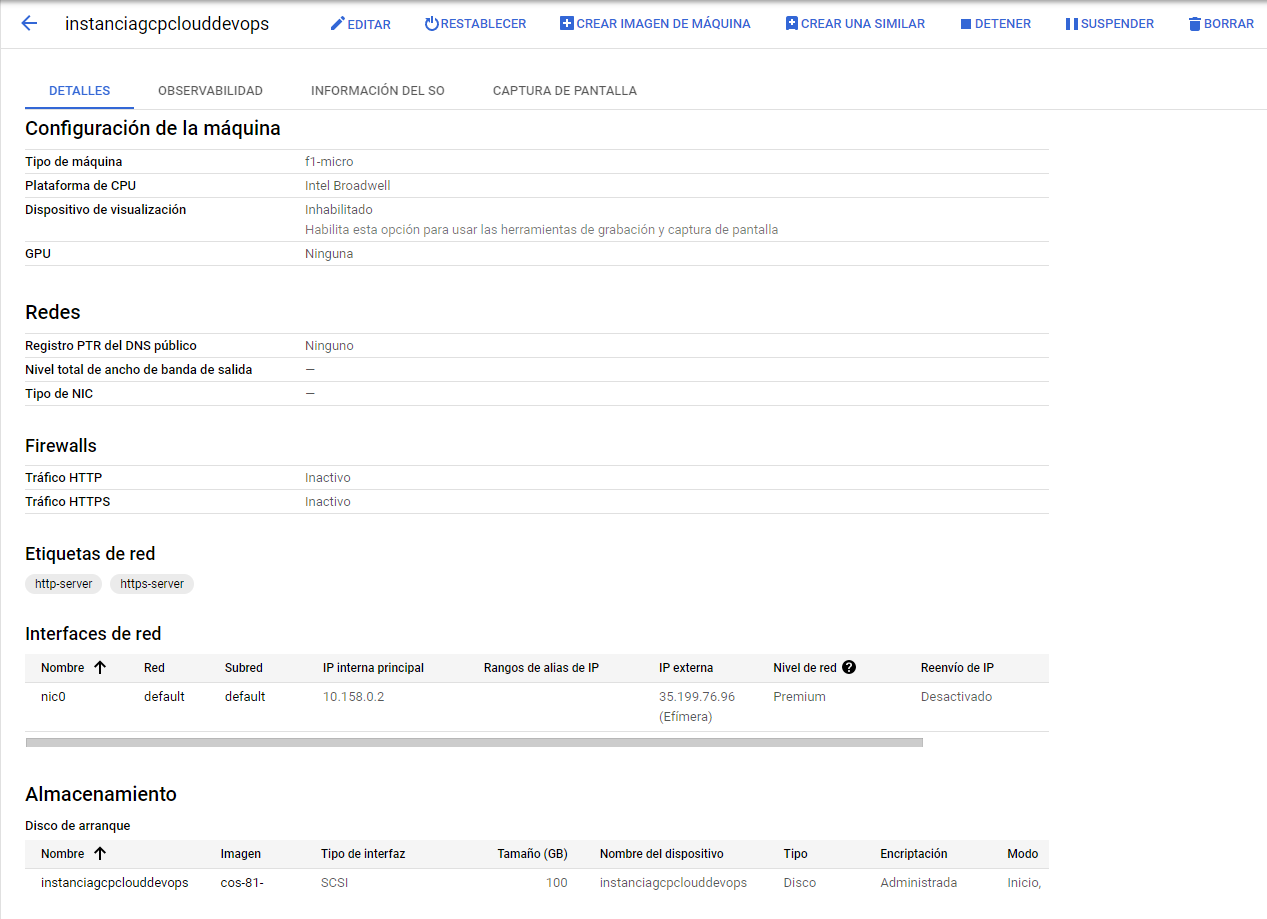 instanciagcpclouddevops EDITAR RESTABLECER CREAR IMAGEN DE MÁQUINA CREAR UNA SIMILAR DETENER SUSPENDER BORRAR
DETALLES OBSERVABILIDAD INFORMACIÓN DEL SO CAPTURA DE PANTALLA
Configuración de la máquina
Tipo de máquina f1-micro
Plataforma de CPU Intel Broadwell
Dispositivo de visualización Inhabilitado
Habilita esta opción para usar las herramientas de grabación y captura de pantalla
GPU Ninguna
Redes
Registro PTR del DNS público Ninguno
Nivel total de ancho de banda de salida —
Tipo de NIC —
Firewalls
Tráfico HTTP Inactivo
Tráfico HTTPS Inactivo
Etiquetas de red
http-server https-server
Interfaces de red
Nombre Red Subred IP interna principal Rangos de alias de IP IP externa Nivel de red Reenvío de IP
nic0 default default 10.158.0.2 35.199.76.96 Premium Desactivado
(Efímera)
Almacenamiento
Disco de arranque
Nombre Imagen Tipo de interfaz Tamaño (GB) Nombre del dispositivo Tipo Encriptación Modo
instanciagcpclouddevops cos-81- SCSI 100 instanciagcpclouddevops Disco Administrada Inicio,